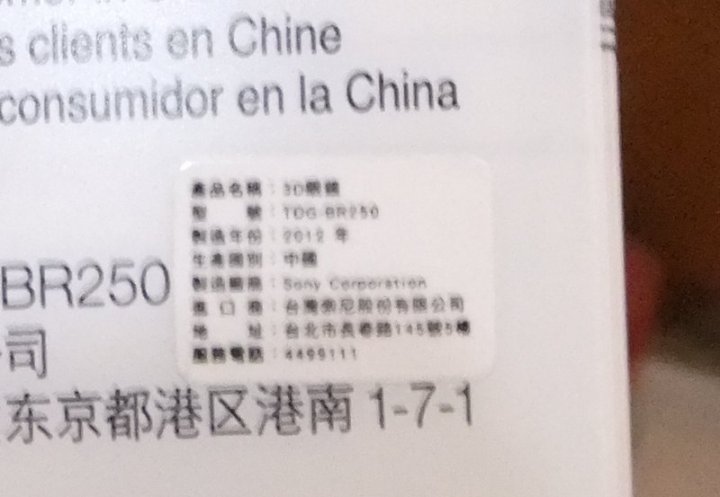 s clients en Chine
consumidor en la China
產品名稱：3D眼鏡
型 號：TDG-BR250
製造年份：2012 年
生產國別：中國
製造廠商：Sony Corporation
進口商：台灣索尼股份有限公司
地 址：台北市長春路145號5樓
服務電話：4499111
BR250
司
东京都港区港南 1-7-1